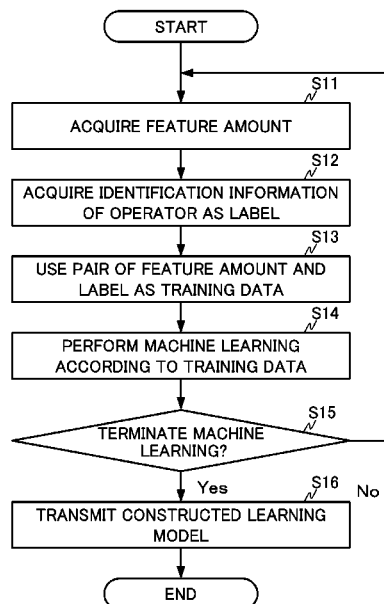 START
S11
ACQUIRE FEATURE AMOUNT
S12
ACQUIRE IDENTIFICATION INFORMATION
OF OPERATOR AS LABEL
S13
USE PAIR OF FEATURE AMOUNT AND
LABEL AS TRAINING DATA
S14
PERFORM MACHINE LEARNING
ACCORDING TO TRAINING DATA
S15
TERMINATE MACHINE
LEARNING?
Yes
No
S16
TRANSMIT CONSTRUCTED LEARNING
MODEL
END